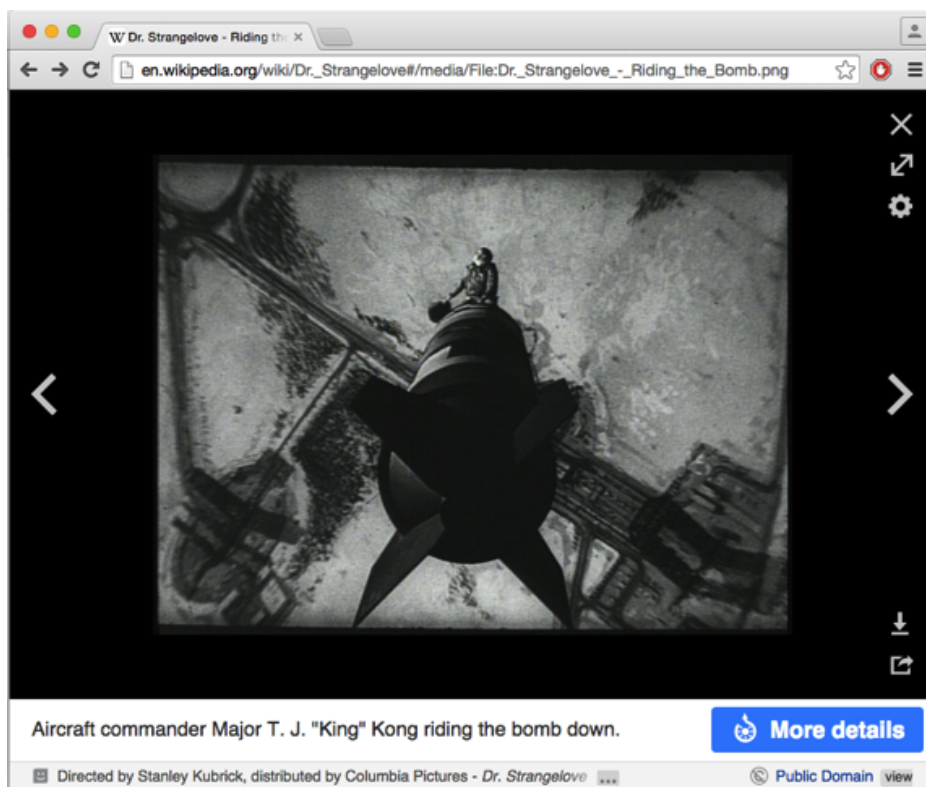 W Dr. Strangelove - Riding the
en.wikipedia.org/wiki/Dr._Strangelove#/media/File:Dr._Strangelove_-_Riding_the_Bomb.png
Aircraft commander Major T. J. "King" Kong riding the bomb down.
More details
Directed by Stanley Kubrick, distributed by Columbia Pictures - Dr. Strangelove ...
Public Domain view